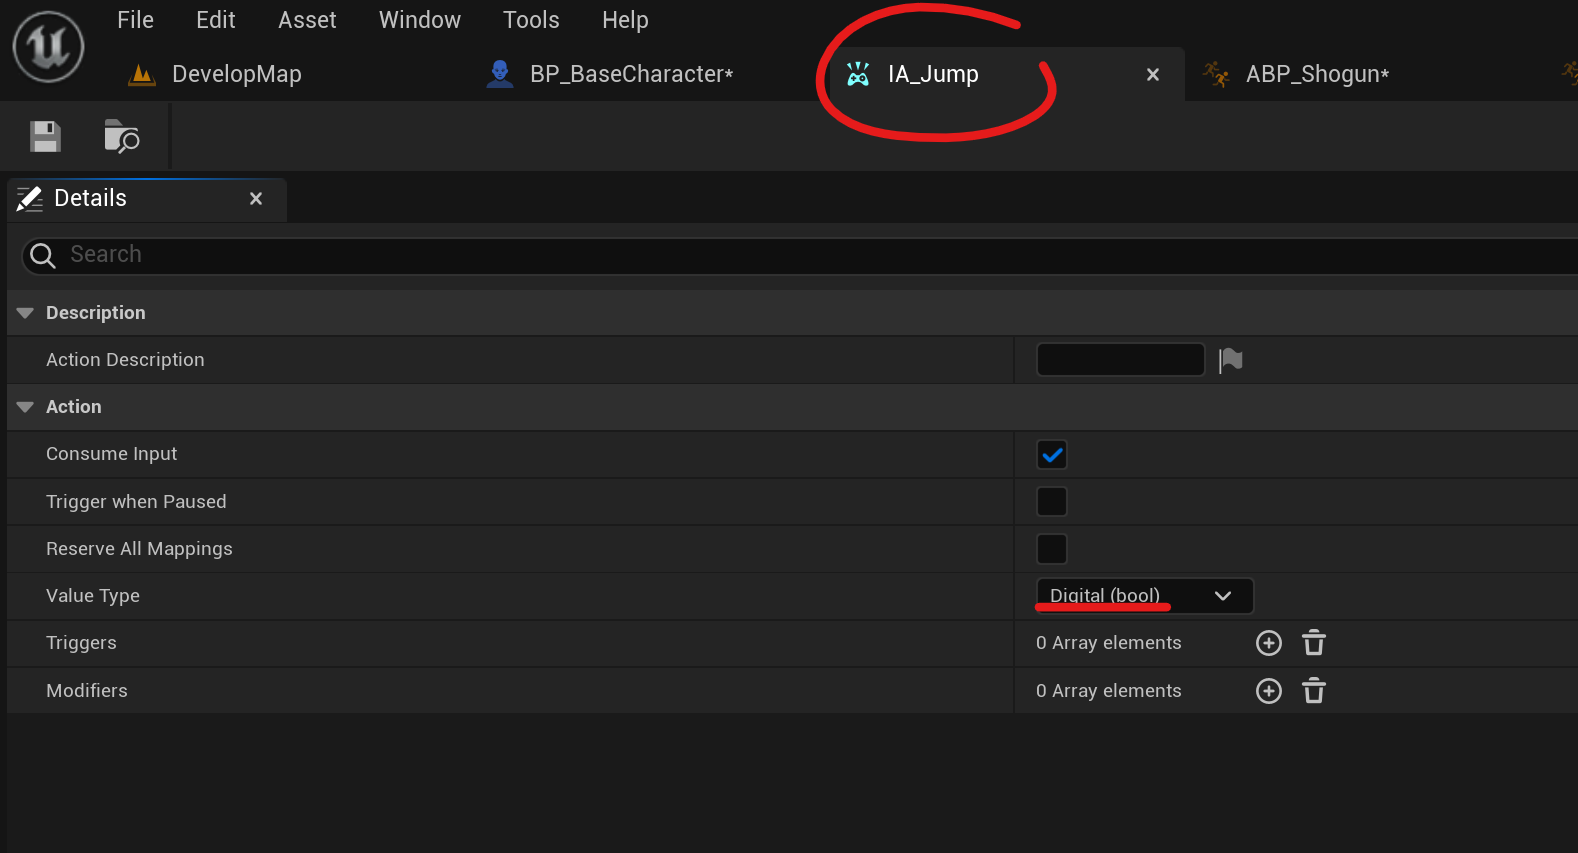 File Edit Asset Window Tools Help
DevelopMap BP_BaseCharacter* IA_Jump ABP_Shogun*
Details
Search
Description
Action Description
Action
Consume Input
Trigger when Paused
Reserve All Mappings
Value Type Digital (bool)
Triggers 0 Array elements
Modifiers 0 Array elements